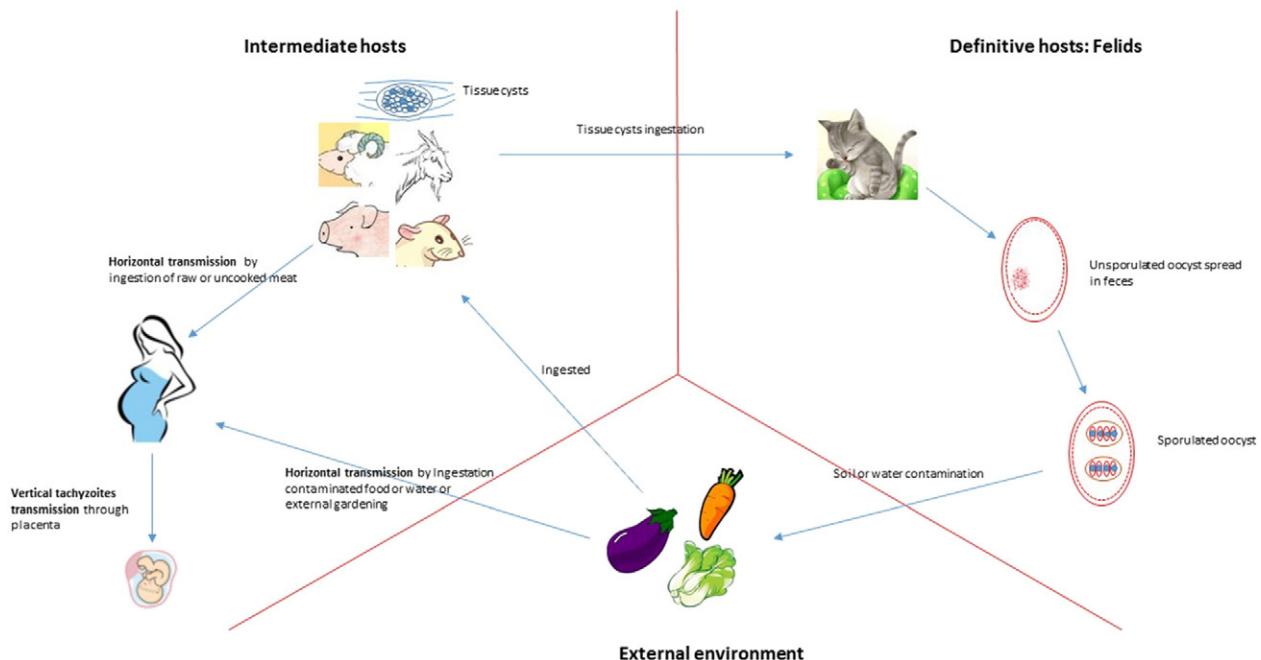 Intermediate hosts
Definitive hosts: Felids
Tissue cysts
Tissue cysts ingestation
Horizontal transmission by
ingestion of raw or uncooked meat
Unsporulated oocyst spread
in feces
Ingested
Sporulated oocyst
Horizontal transmission by Ingestation
contaminated food or water or
external gardening
Soil or water contamination
Vertical tachyzoites
transmission through
placenta
External environment